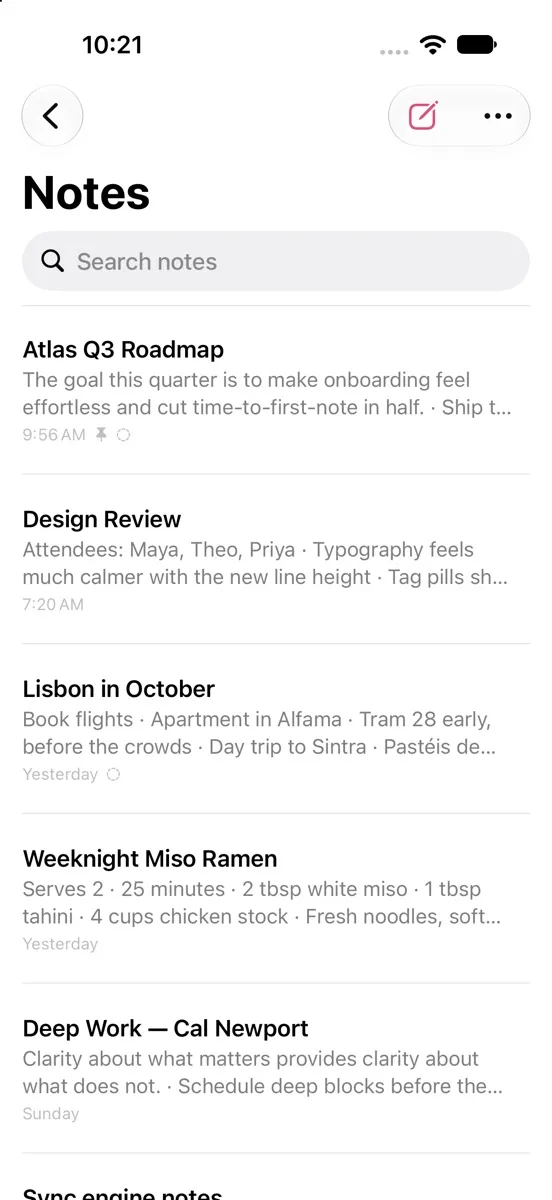 10:21
Notes
Search notes
Atlas Q3 Roadmap
The goal this quarter is to make onboarding feel
effortless and cut time-to-first-note in half. · Ship t...
9:56 AM
Design Review
Attendees: Maya, Theo, Priya · Typography feels
much calmer with the new line height · Tag pills sh...
7:20 AM
Lisbon in October
Book flights · Apartment in Alfama · Tram 28 early,
before the crowds · Day trip to Sintra · Pastéis de...
Yesterday
Weeknight Miso Ramen
Serves 2 · 25 minutes · 2 tbsp white miso · 1 tbsp
tahini · 4 cups chicken stock · Fresh noodles, soft...
Yesterday
Deep Work — Cal Newport
Clarity about what matters provides clarity about
what does not. · Schedule deep blocks before the...
Sunday
Sync engine notes